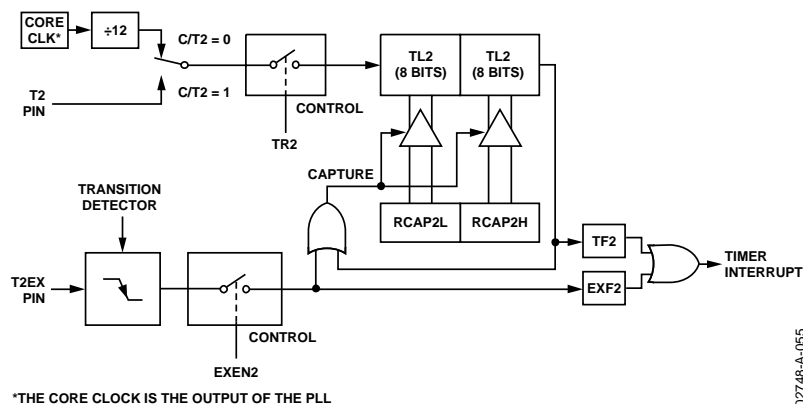 CORE
CLK*
÷12
C/T2 = 0
T2
PIN
C/T2 = 1
CONTROL
TR2
TL2
(8 BITS)
TL2
(8 BITS)
CAPTURE
TRANSITION
DETECTOR
RCAP2L
RCAP2H
TF2
TIMER
INTERRUPT
T2EX
PIN
EXF2
CONTROL
EXEN2
*THE CORE CLOCK IS THE OUTPUT OF THE PLL
02748-A-055